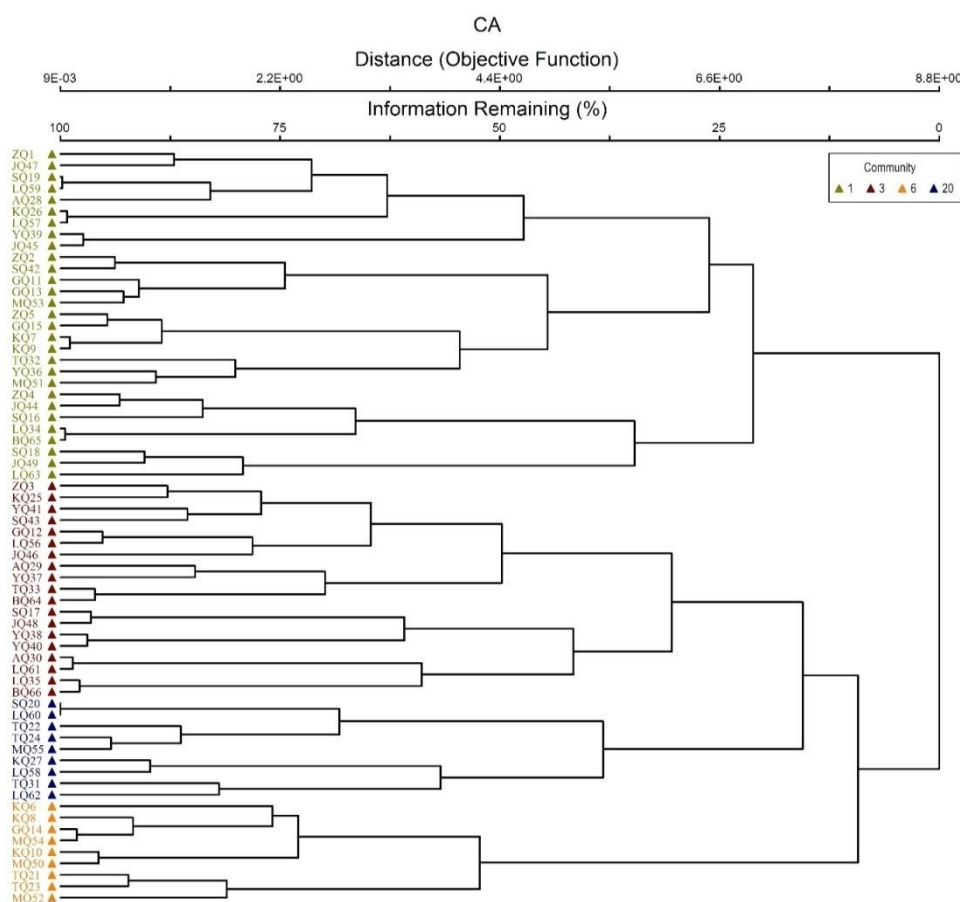 CA
Distance (Objective Function)
9E-03 2.2E+00 4.4E+00 6.6E+00 8.8E+00
Information Remaining (%)
100 75 50 25 0
Community
1 3 6 20
ZQ1
JQ47
SQ19
LQ59
AQ28
KQ26
LQ57
YQ39
JQ45
ZQ2
SQ42
GQ11
GQ13
MQ53
ZQ5
GQ15
KQ7
KQ9
TQ32
YQ36
MQ51
ZQ4
JQ44
SQ16
LQ34
BQ65
SQ18
JQ49
LQ63
ZQ3
KQ25
YQ41
SQ43
GQ12
LQ56
JQ46
AQ29
YQ37
TQ33
BQ64
SQ17
JQ48
YQ38
YQ40
AQ30
LQ61
LQ35
BQ66
SQ20
LQ60
TQ22
TQ24
MQ55
KQ27
LQ58
TQ31
LQ62
KQ6
KQ8
GQ14
MQ54
KQ10
MQ50
TQ21
TQ23
MQ52